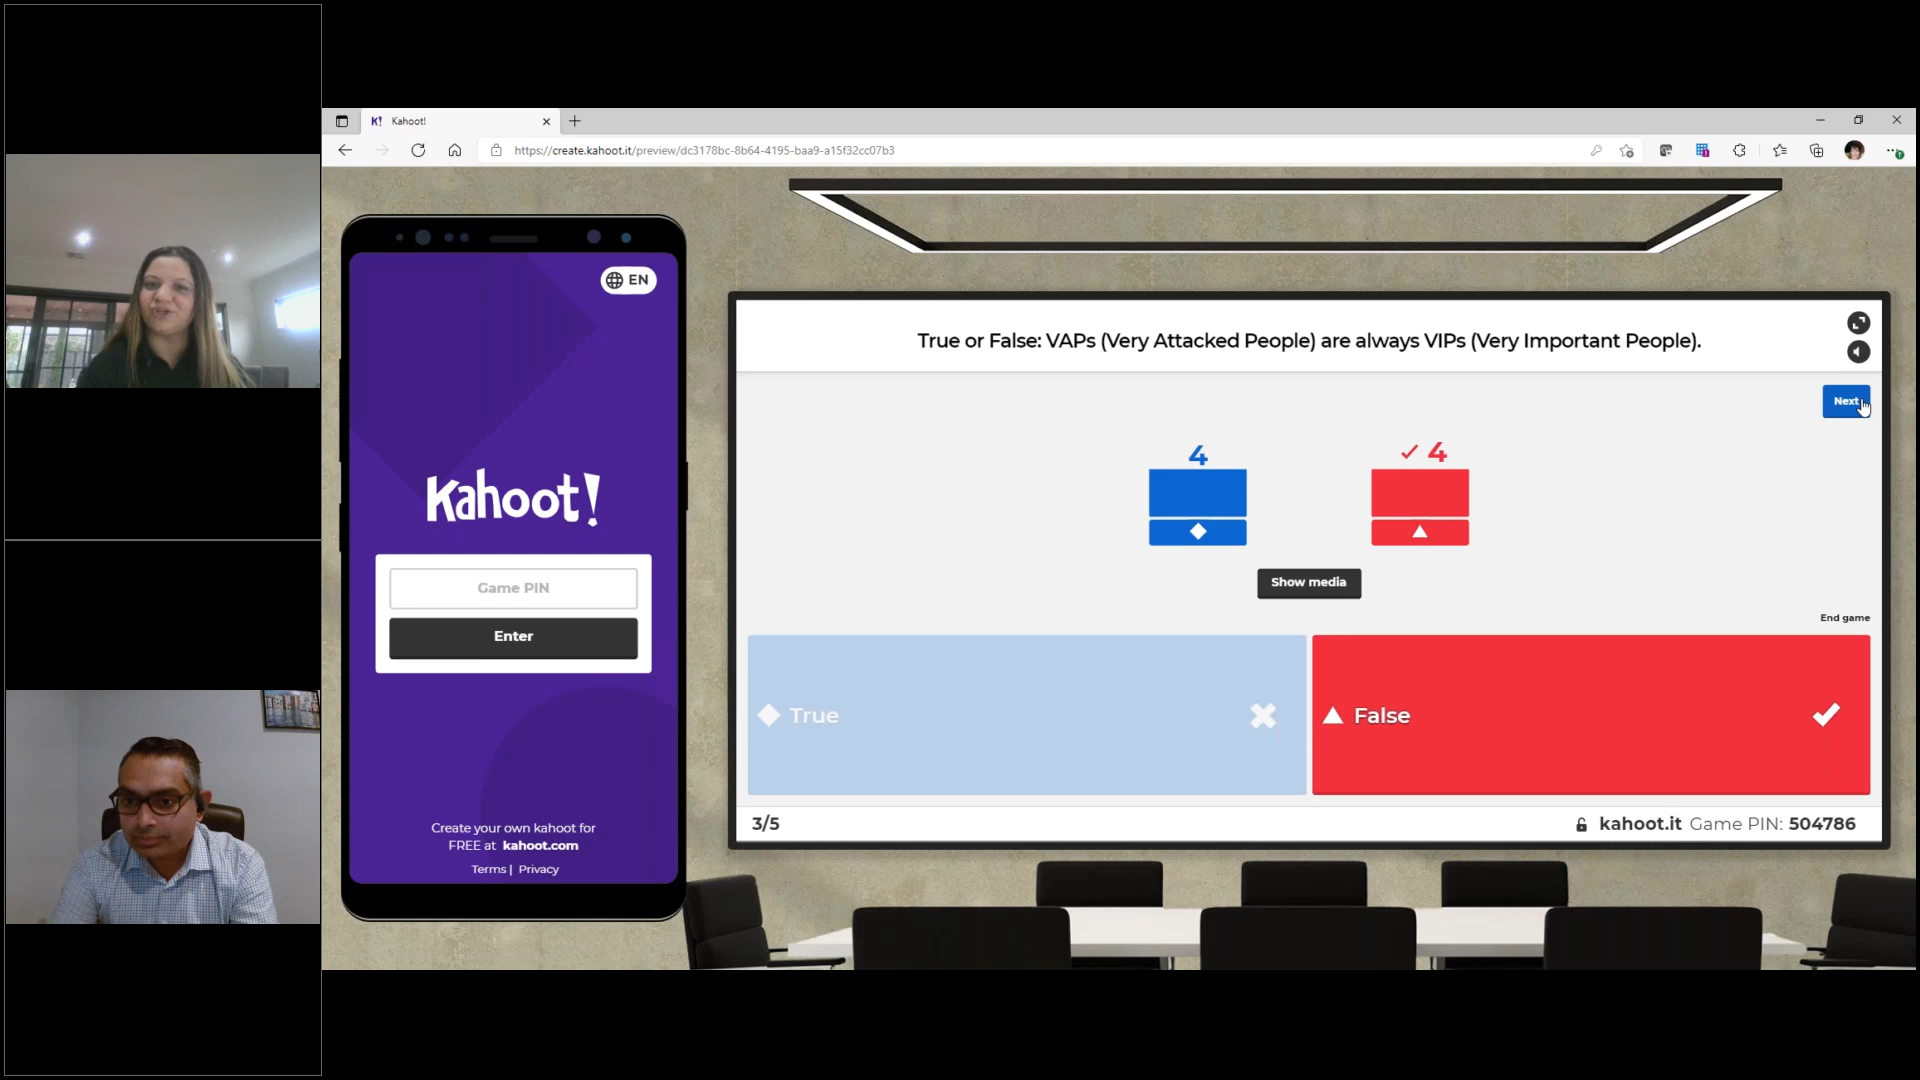 K! Kahoot!
https://create.kahoot.it/preview/dc3178bc-8b64-4195-baa9-a15f32cc07b3
EN
Kahoot!
Game PIN
Enter
Create your own kahoot for
FREE at kahoot.com
Terms | Privacy
True or False: VAPs (Very Attacked People) are always VIPs (Very Important People).
Next
4
4
Show media
End game
True
False
3/5
kahoot.it Game PIN: 504786